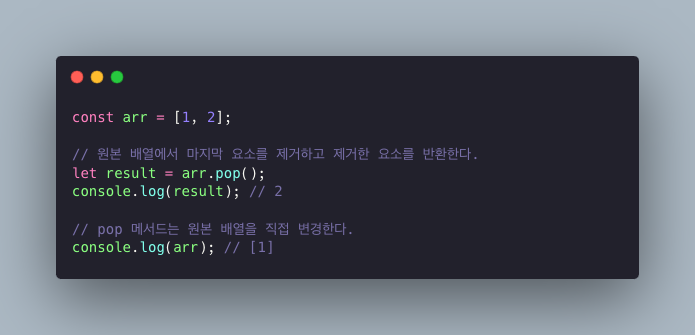 const arr = [1, 2];
// 원본 배열에서 마지막 요소를 제거하고 제거한 요소를 반환한다.
let result = arr.pop();
console.log(result); // 2
// pop 메서드는 원본 배열을 직접 변경한다.
console.log(arr); // [1]